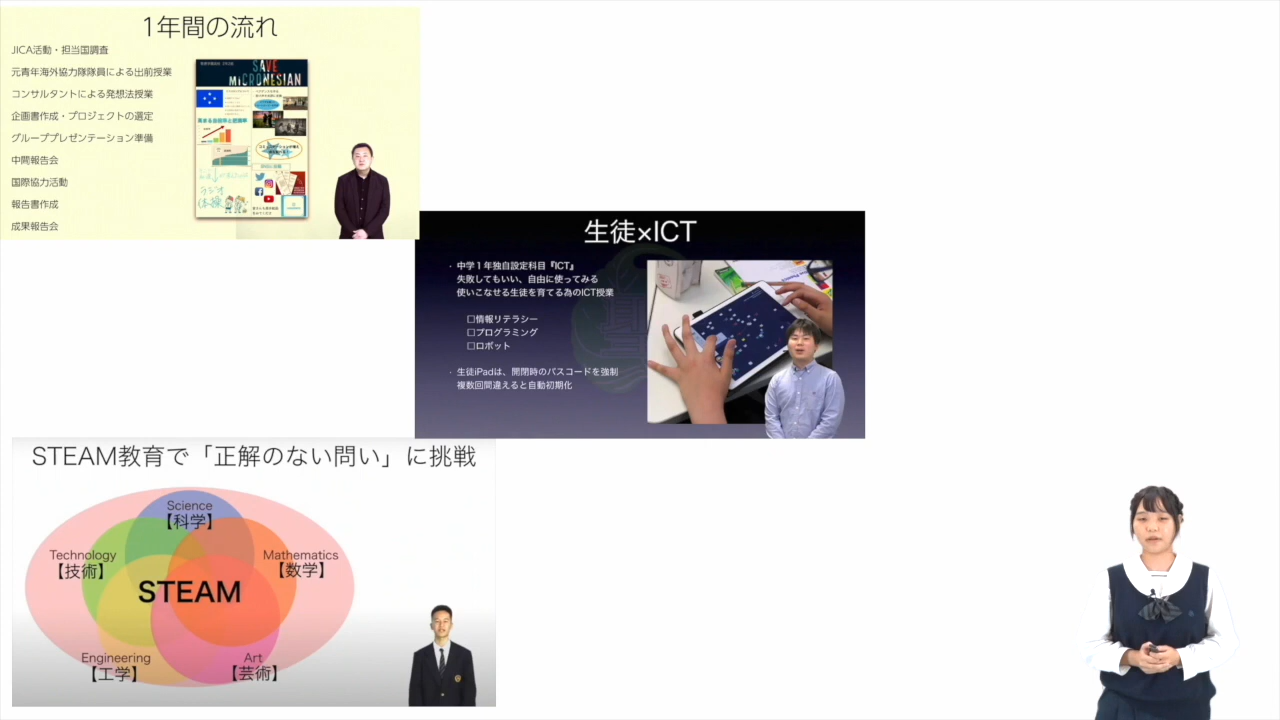 1年間の流れ
JICA活動・担当国調査
元青年海外協力隊隊員による出前授業
コンサルタントによる発想法授業
企画書作成・プロジェクトの選定
グループプレゼンテーション準備
中間報告会
国際協力活動
報告書作成
成果報告会
SAVE
MICRONESIAN
生徒×ICT
・中学1年独自設定科目『ICT』
失敗してもいい、自由に使ってみる
使いこなせる生徒を育てる為のICT授業
□情報リテラシー
□プログラミング
□ロボット
・生徒iPadは、開閉時のパスコードを強制
複数回間違えると自動初期化
STEAM教育で「正解のない問い」に挑戦
Science
【科学】
Technology
【技術】
Mathematics
【数学】
STEAM
Engineering
【工学】
Art
【芸術】